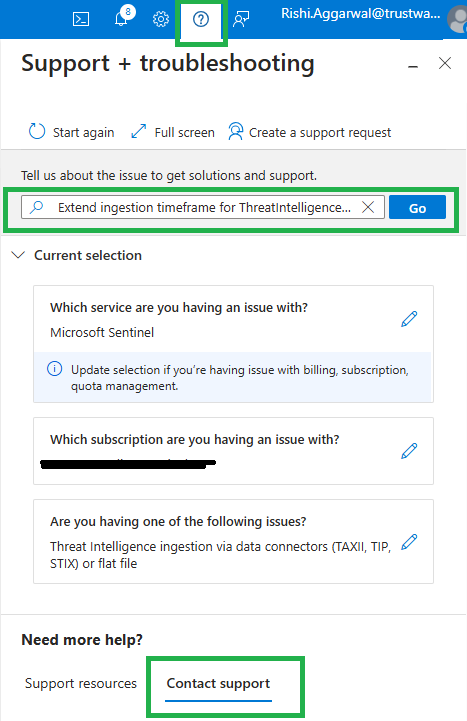 8
Rishi.Aggarwal@trustwa...
Support + troubleshooting
Start again
Full screen
Create a support request
Tell us about the issue to get solutions and support.
Extend ingestion timeframe for ThreatIntelligence...
Go
Current selection
Which service are you having an issue with?
Microsoft Sentinel
Update selection if you're having issue with billing, subscription,
quota management.
Which subscription are you having an issue with?
Are you having one of the following issues?
Threat Intelligence ingestion via data connectors (TAXII, TIP,
STIX) or flat file
Need more help?
Support resources
Contact support